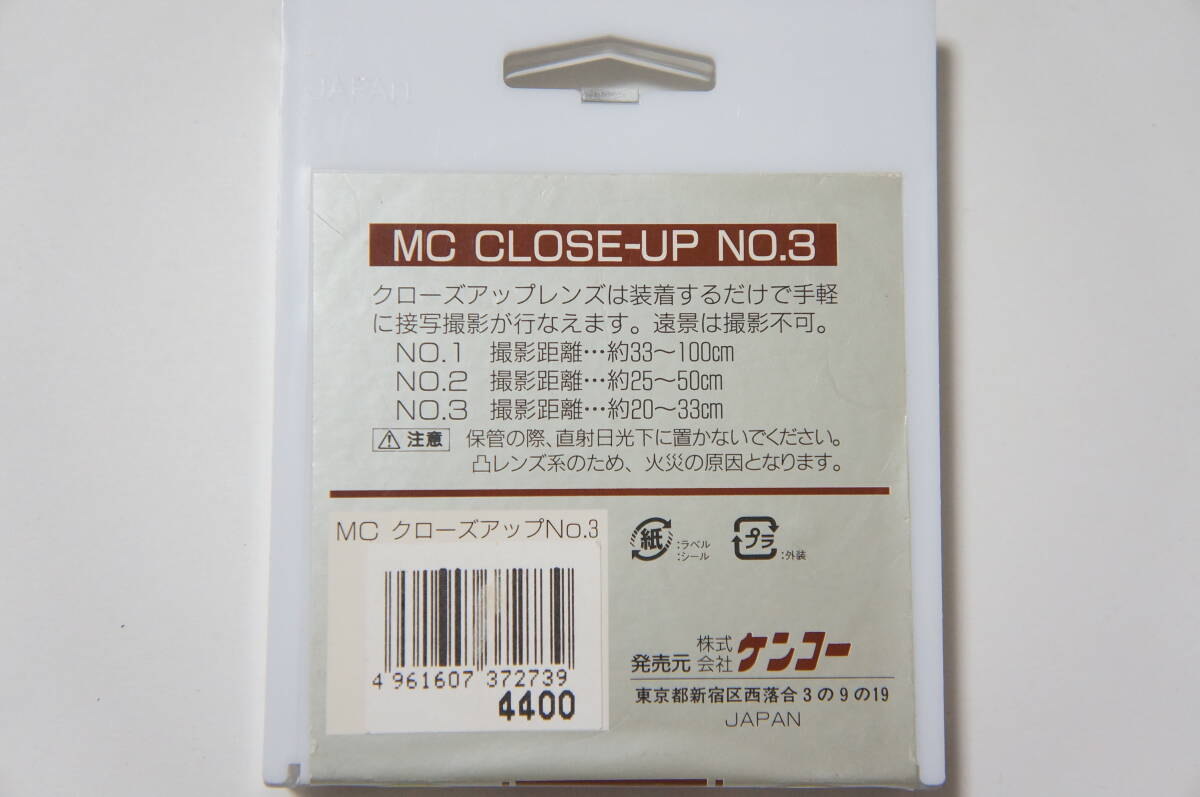 JAPAN
MC CLOSE-UP NO.3
クローズアップレンズは装着するだけで手軽
に接写撮影が行なえます。遠景は撮影不可。
NO.1 撮影距離…約33〜100cm
NO.2 撮影距離…約25〜50cm
NO.3 撮影距離…約20〜33cm
注意 保管の際、直射日光下に置かないでください。
凸レンズ系のため、火災の原因となります。
MC クローズアップNo.3
4 961607 372739
4400
紙 :ラベル
:シール
プラ :外装
発売元 株式会社 ケンコー
東京都新宿区西落合3の9の19
JAPAN